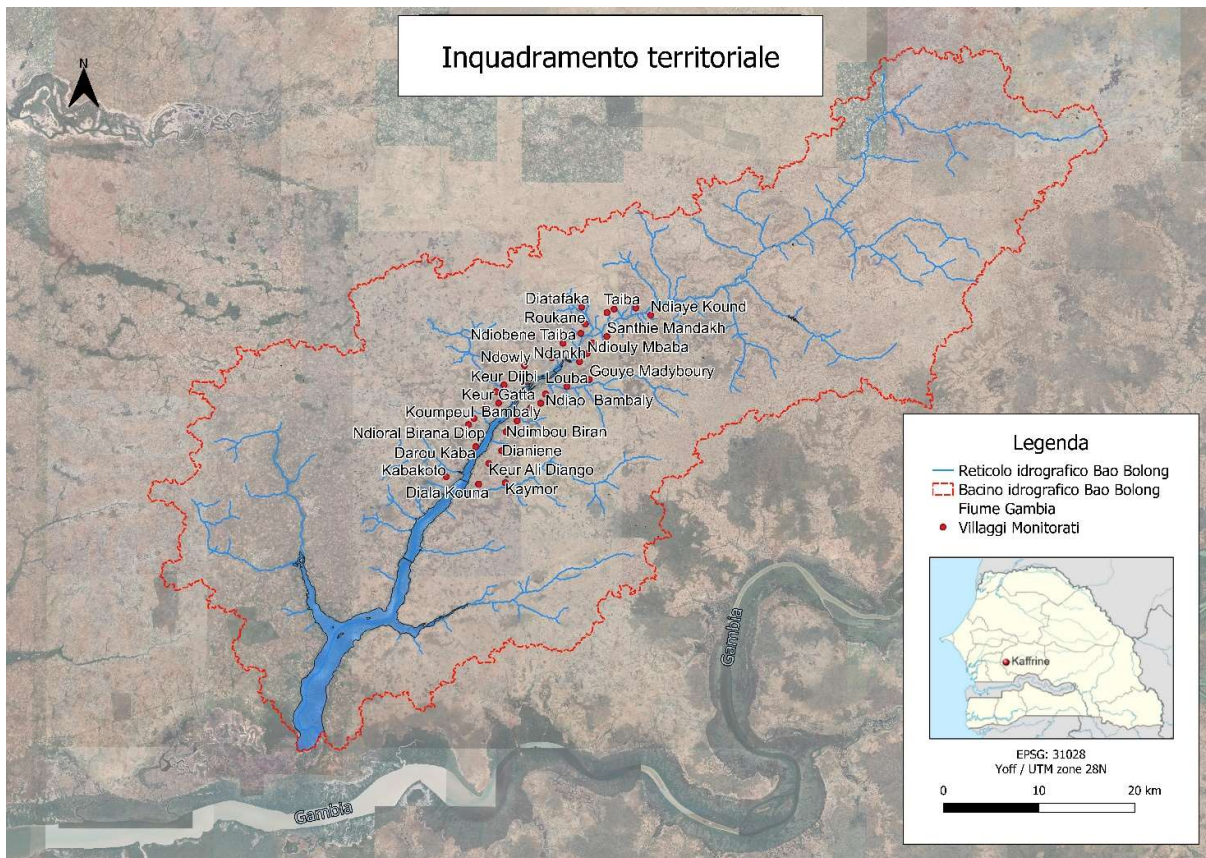 Inquadramento territoriale
N
Diatafaka
Taiba
Ndiaye Kound
Roukane
Santhie Mandakh
Ndiobene Taiba
Ndiouly Mbaba
Ndankh
Ndowly
Gouye Madyboury
Keur Dijbi
Louba
Keur Gatta
Ndiao Bambaly
Koumpeul Bambaly
Ndioral Birana Diop
Ndimbou Biran
Darou Kaba
Dianiene
Kabakoto
Keur Ali Diango
Diala Kouna
Kaymor
Gambia
Gambia
Legenda
Reticolo idrografico Bao Bolong
Bacino idrografico Bao Bolong
Fiume Gambia
Villaggi Monitorati
Kaffrine
EPSG: 31028
Yoff / UTM zone 28N
0 10 20 km